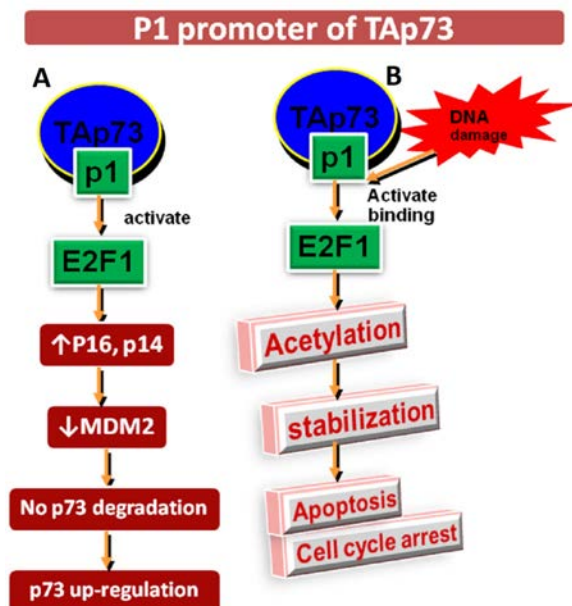 P1 promoter of TAp73
A
TAp73
p1
activate
E2F1
↑P16, p14
↓MDM2
No p73 degradation
p73 up-regulation
B
TAp73
p1
DNA
damage
Activate
binding
E2F1
Acetylation
stabilization
Apoptosis
Cell cycle arrest